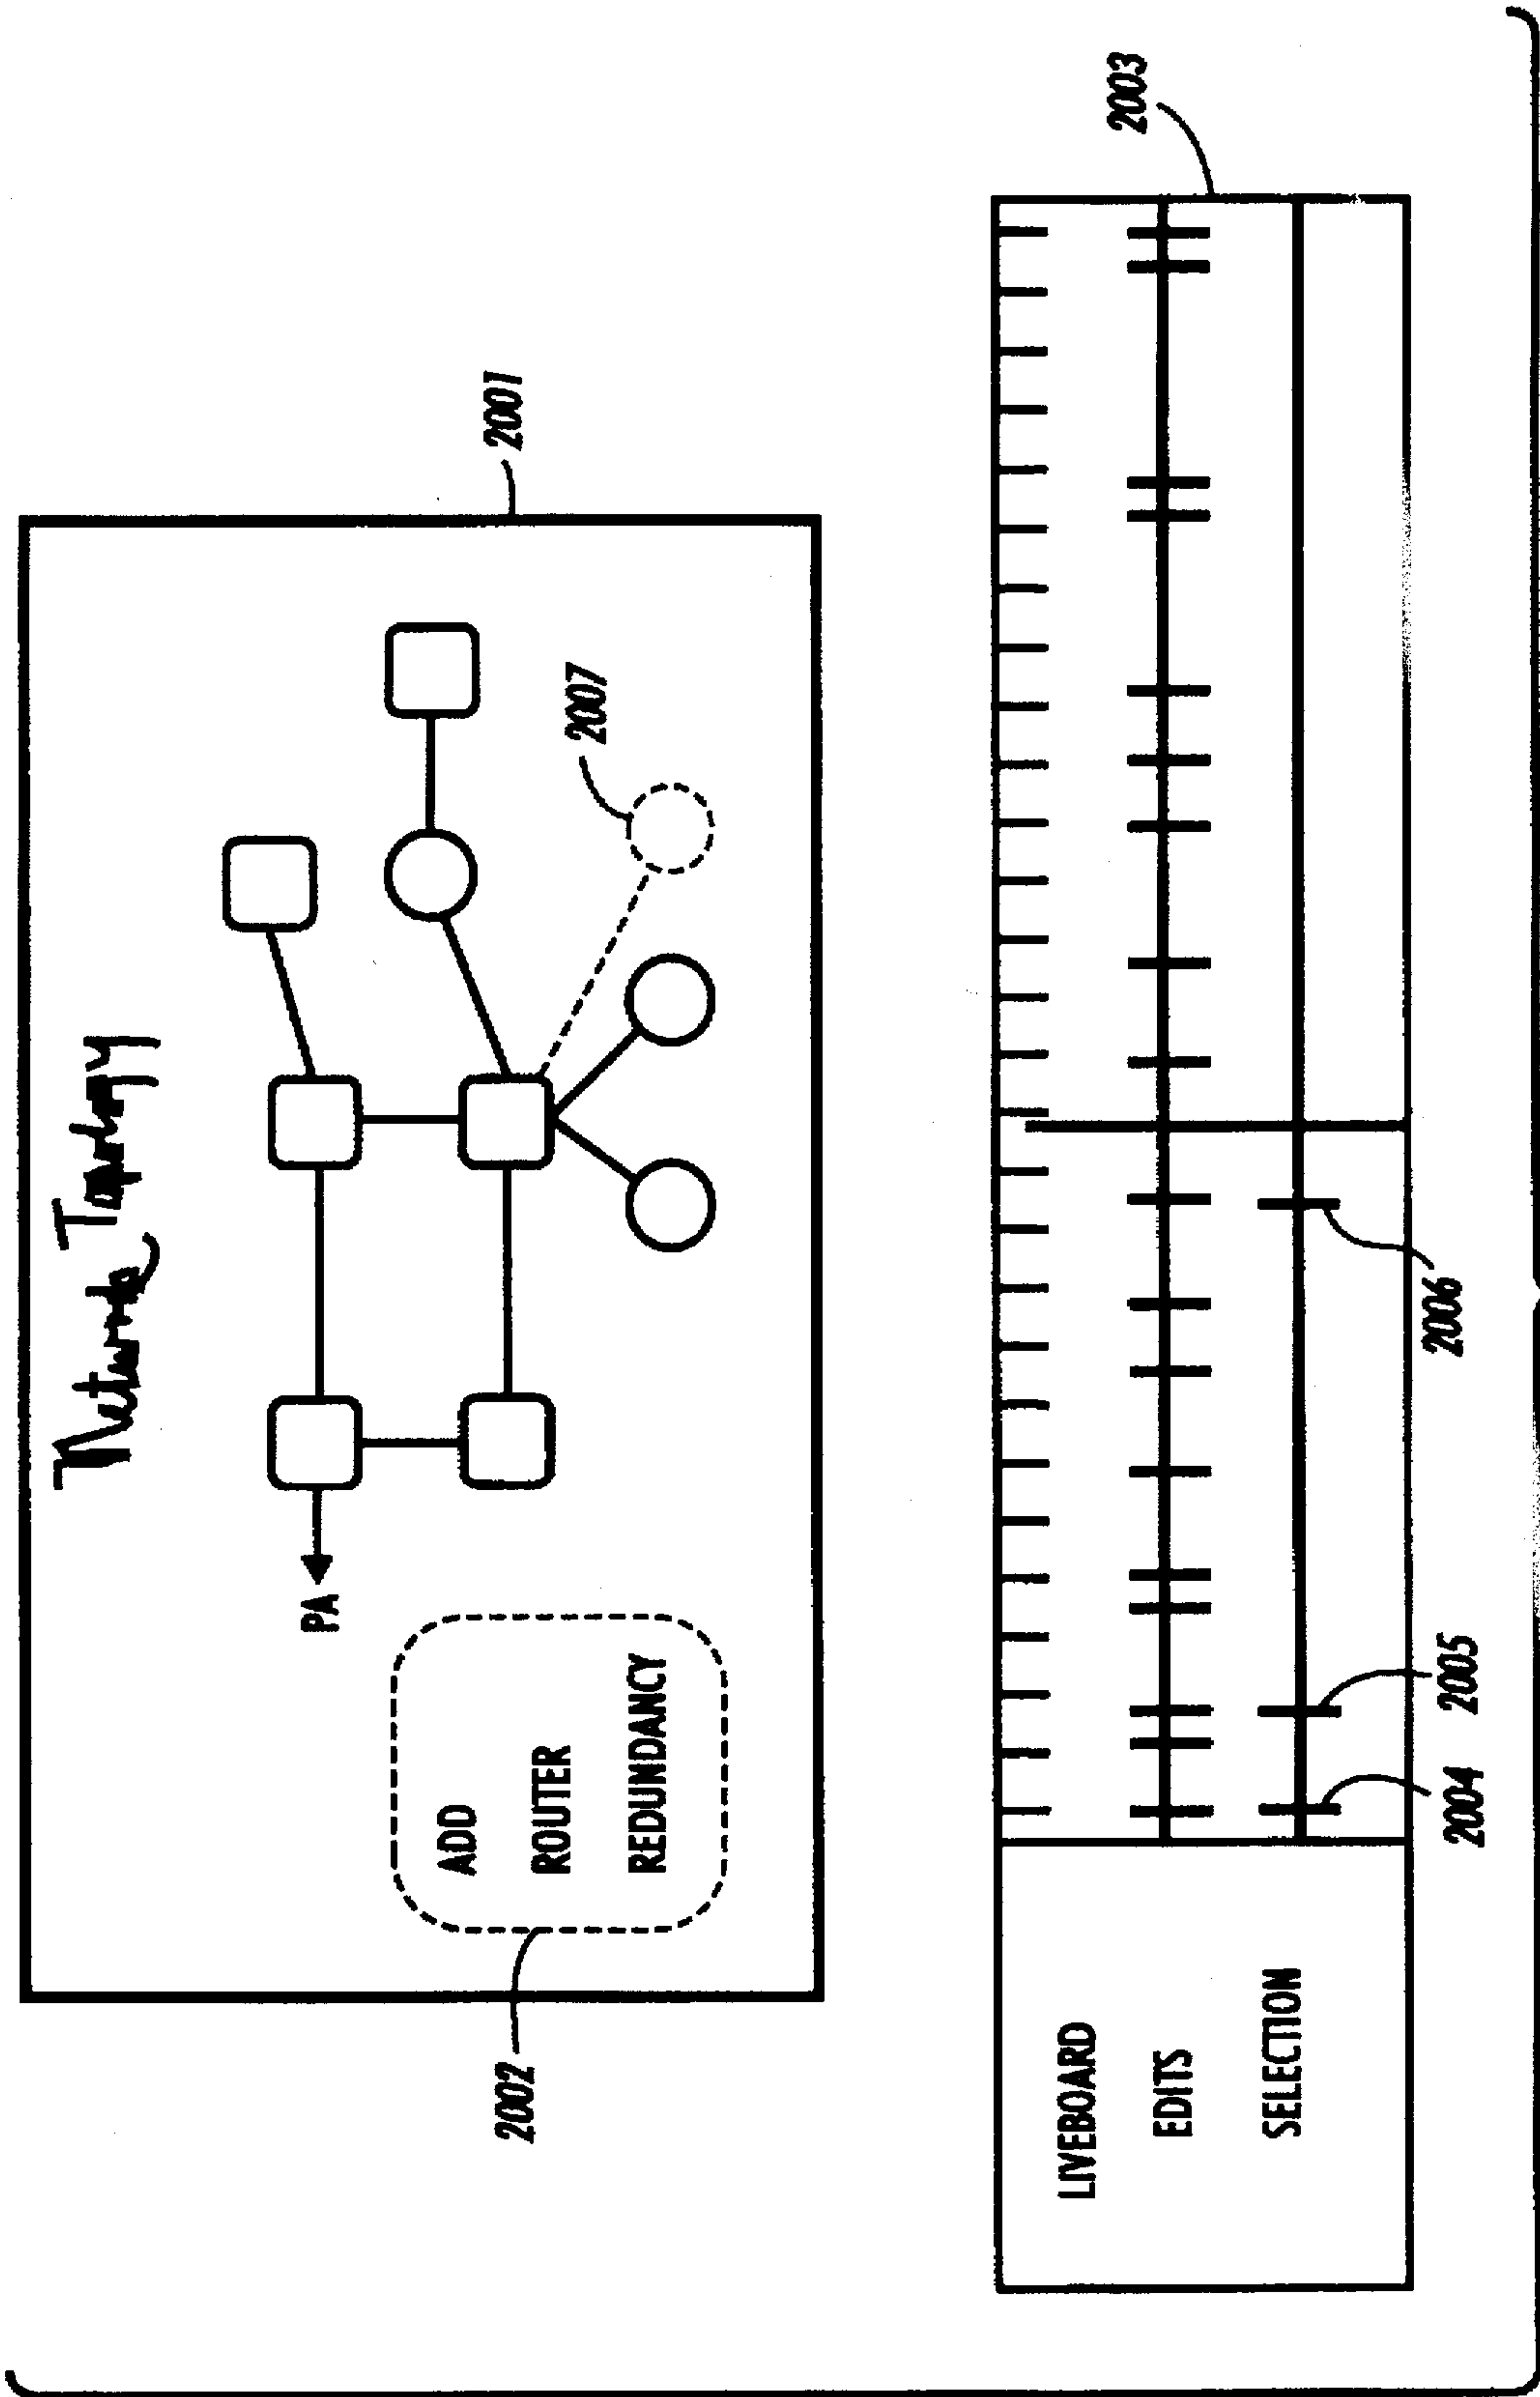 Network Topology
PA
ADD
ROUTER
REDUNDANCY
2001
2002
2007
2003
LIVEBOARD
EDITS
SELECTION
2004
2005
2006